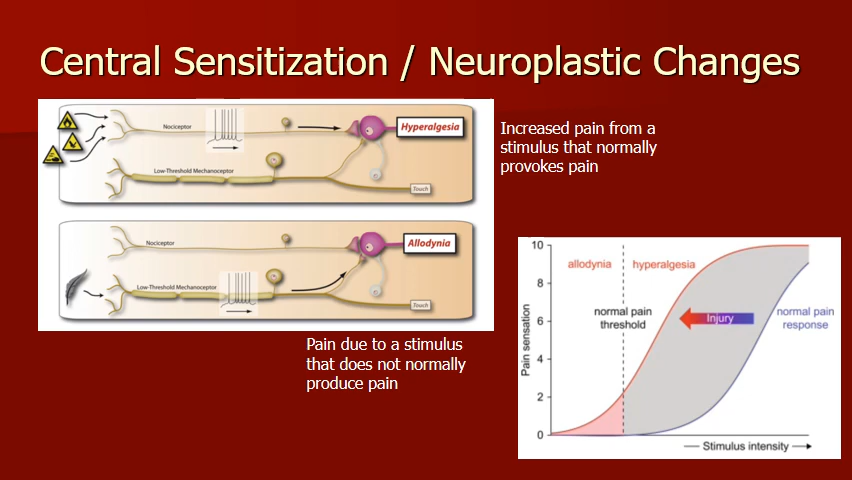 Central Sensitization / Neuroplastic Changes
Nociceptor
Hyperalgesia
Low-Threshold Mechanoceptor
Touch
Increased pain from a
stimulus that normally
provokes pain
Nociceptor
Allodynia
Low-Threshold Mechanoceptor
Touch
Pain due to a stimulus
that does not normally
produce pain
10
8
6
4
2
0
Pain sensation
allodynia
hyperalgesia
normal pain
threshold
Injury
normal pain
response
Stimulus intensity